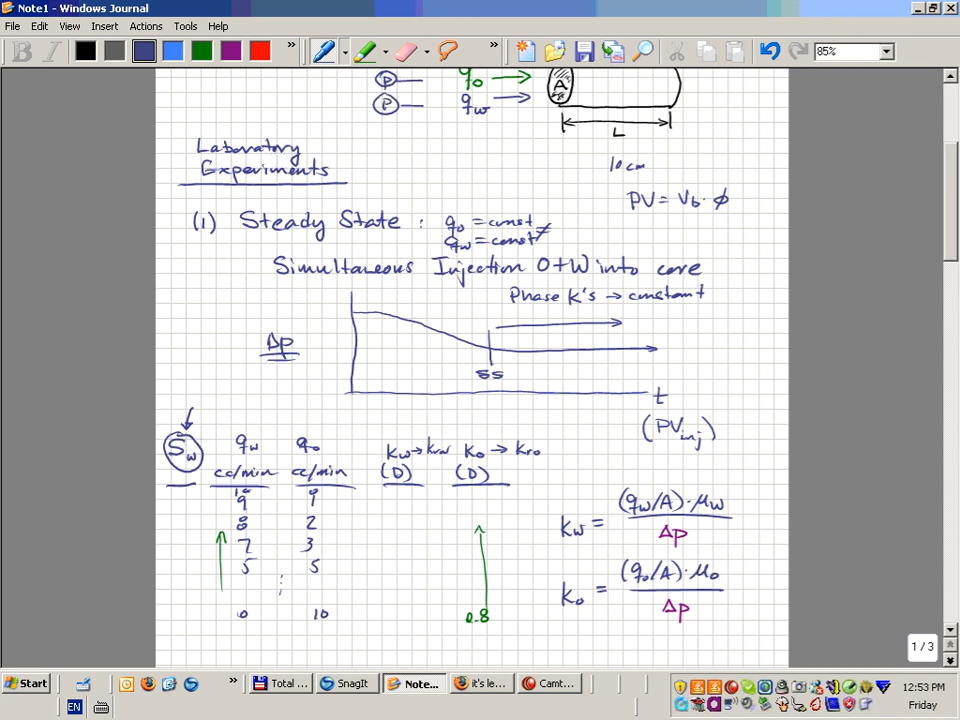 Note1 - Windows Journal
File Edit View Insert Actions Tools Help
B I 85%
P qo A
P qw
L
Laboratory
Experiments
10 cm
PV = Vb · ϕ
(1) Steady State : qo = const
qw = const ≠
Simultaneous Injection O+W into core
Phase k's → constant
Δp
SS
t
(PVinj)
Sw qw qo kw→krw ko → kro
cc/min cc/min (D) (D)
10 0
9 1
8 2
7 3
5 5
0 10 0.8
kw = (qw/A)·μw
Δp
ko = (qo/A)·μo
Δp
1 / 3
Start Total ... SnagIt Note... it's le... Camt...
12:53 PM
EN Friday